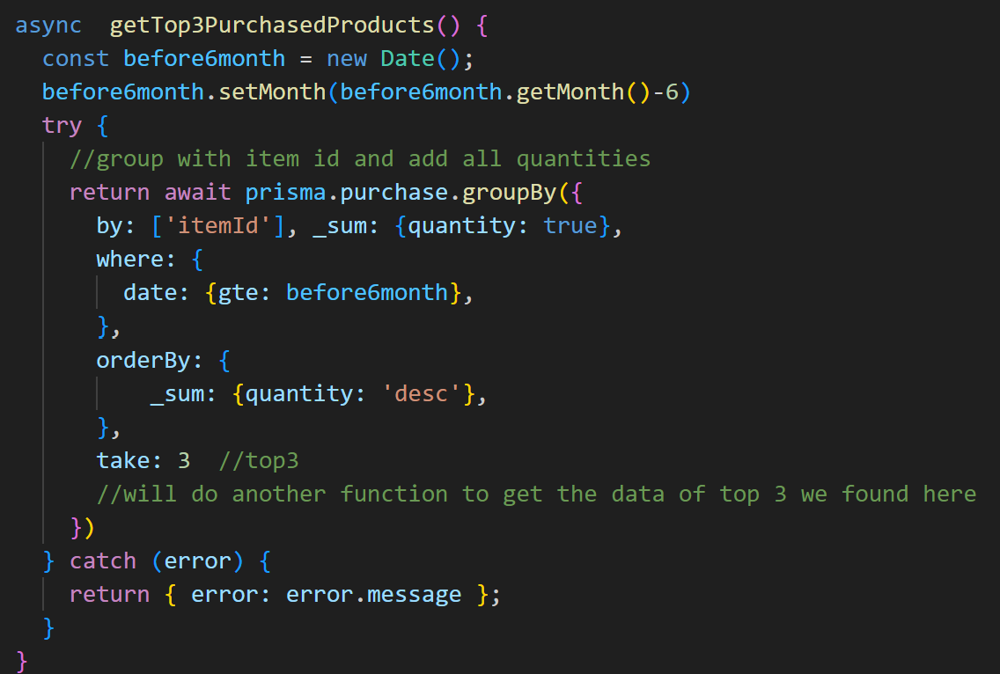 async  getTop3PurchasedProducts() {
  const before6month = new Date();
  before6month.setMonth(before6month.getMonth()-6)
  try {
    //group with item id and add all quantities
    return await prisma.purchase.groupBy({
      by: ['itemId'], _sum: {quantity: true},
      where: {
        date: {gte: before6month},
      },
      orderBy: {
          _sum: {quantity: 'desc'},
      },
      take: 3  //top3
      //will do another function to get the data of top 3 we found here
    })
  } catch (error) {
    return { error: error.message };
  }
}